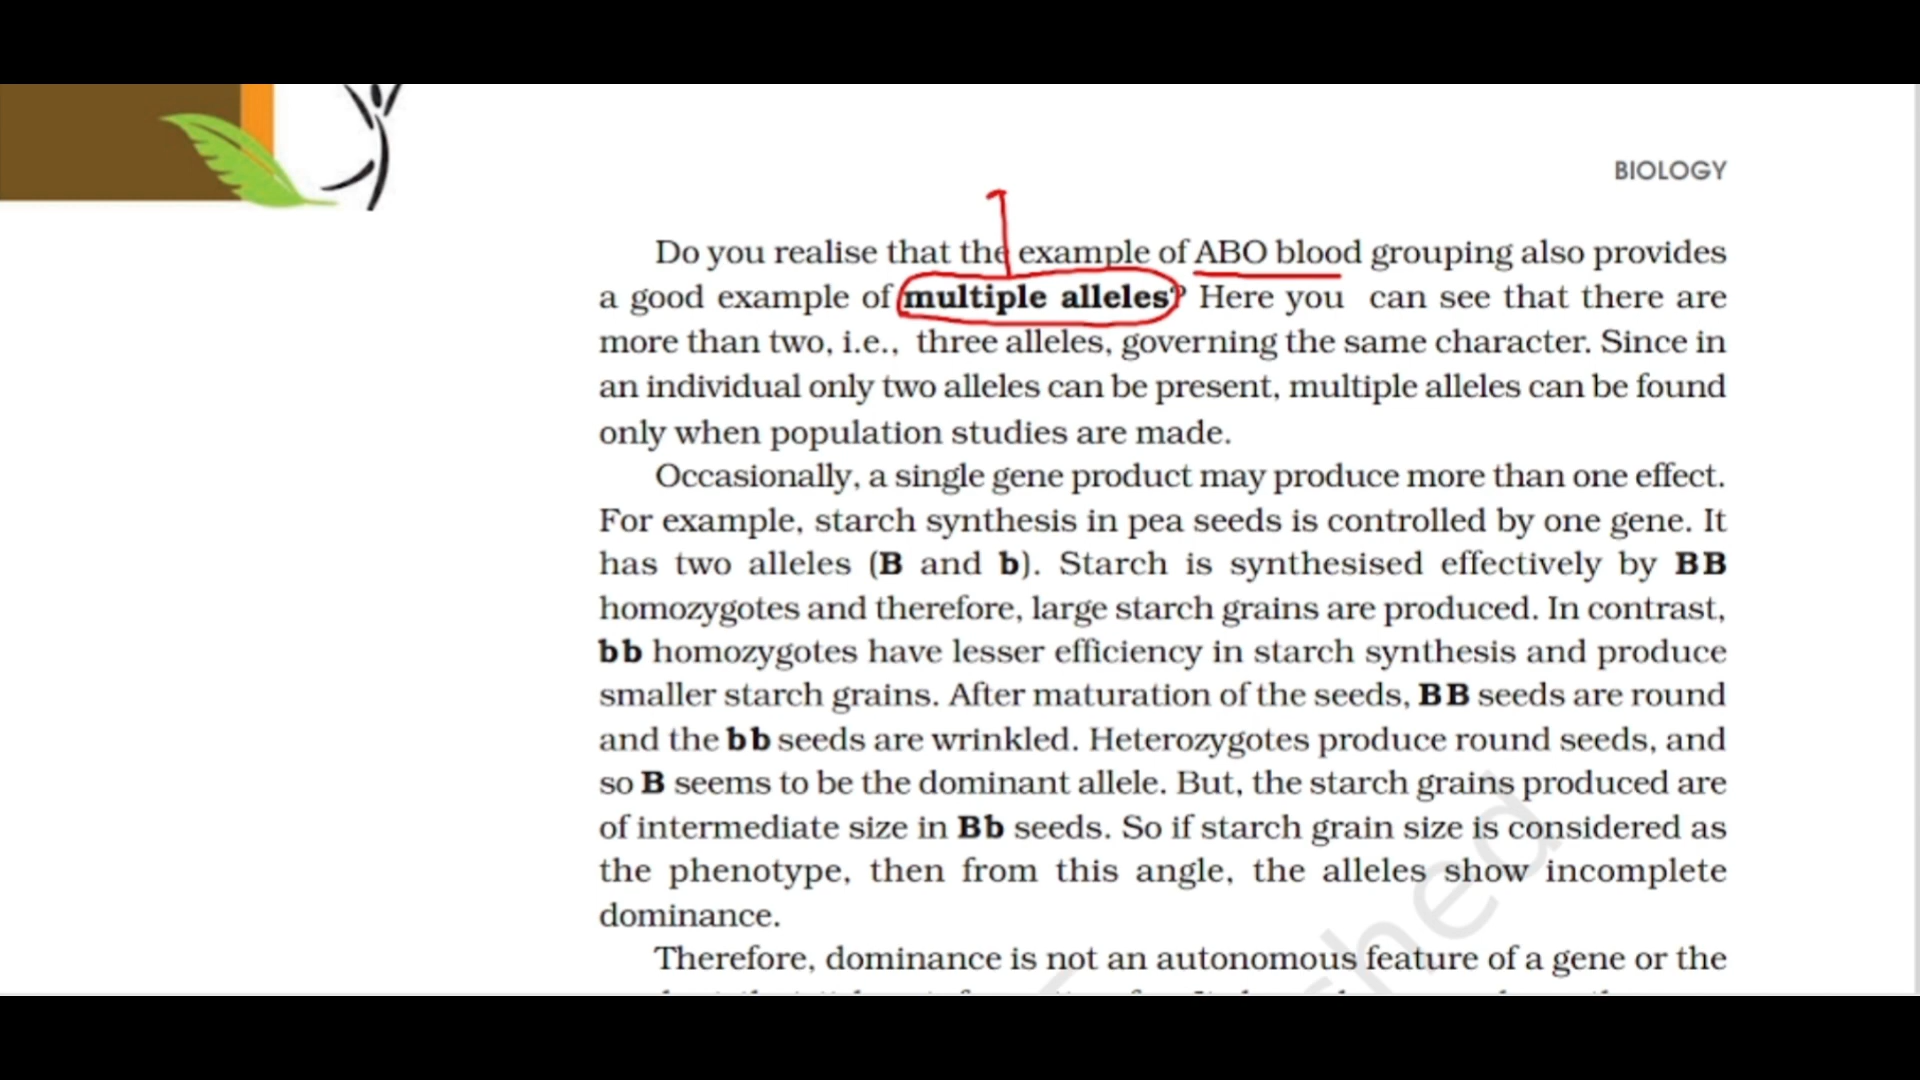 BIOLOGY
Do you realise that the example of ABO blood grouping also provides
a good example of multiple alleles? Here you can see that there are
more than two, i.e., three alleles, governing the same character. Since in
an individual only two alleles can be present, multiple alleles can be found
only when population studies are made.
Occasionally, a single gene product may produce more than one effect.
For example, starch synthesis in pea seeds is controlled by one gene. It
has two alleles (B and b). Starch is synthesised effectively by BB
homozygotes and therefore, large starch grains are produced. In contrast,
bb homozygotes have lesser efficiency in starch synthesis and produce
smaller starch grains. After maturation of the seeds, BB seeds are round
and the bb seeds are wrinkled. Heterozygotes produce round seeds, and
so B seems to be the dominant allele. But, the starch grains produced are
of intermediate size in Bb seeds. So if starch grain size is considered as
the phenotype, then from this angle, the alleles show incomplete
dominance.
Therefore, dominance is not an autonomous feature of a gene or the